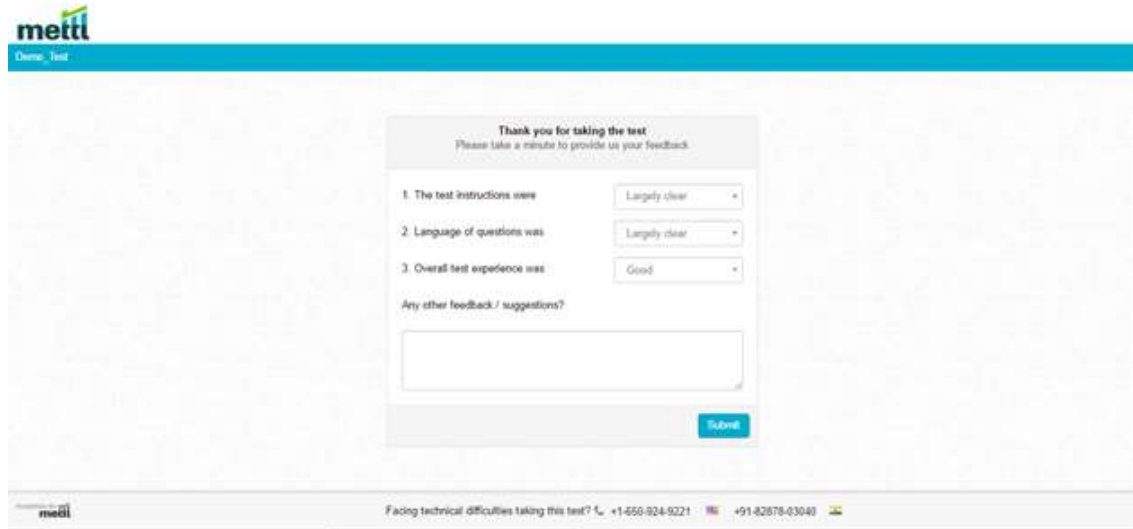 mettl
Demo_Test
Thank you for taking the test
Please take a minute to provide us your feedback
1. The test instructions were Largely clear
2. Language of questions was Largely clear
3. Overall test experience was Good
Any other feedback / suggestions?
Submit
mettl Facing technical difficulties taking this test? +1-650-924-9221 +91-82878-03040